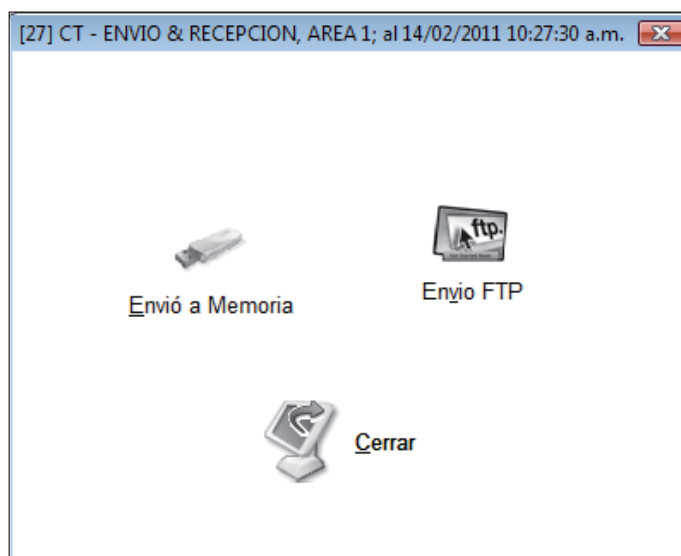 [27] CT - ENVIO & RECEPCION, AREA 1; al 14/02/2011 10:27:30 a.m.
ftp.
Envió a Memoria
Envio FTP
Cerrar